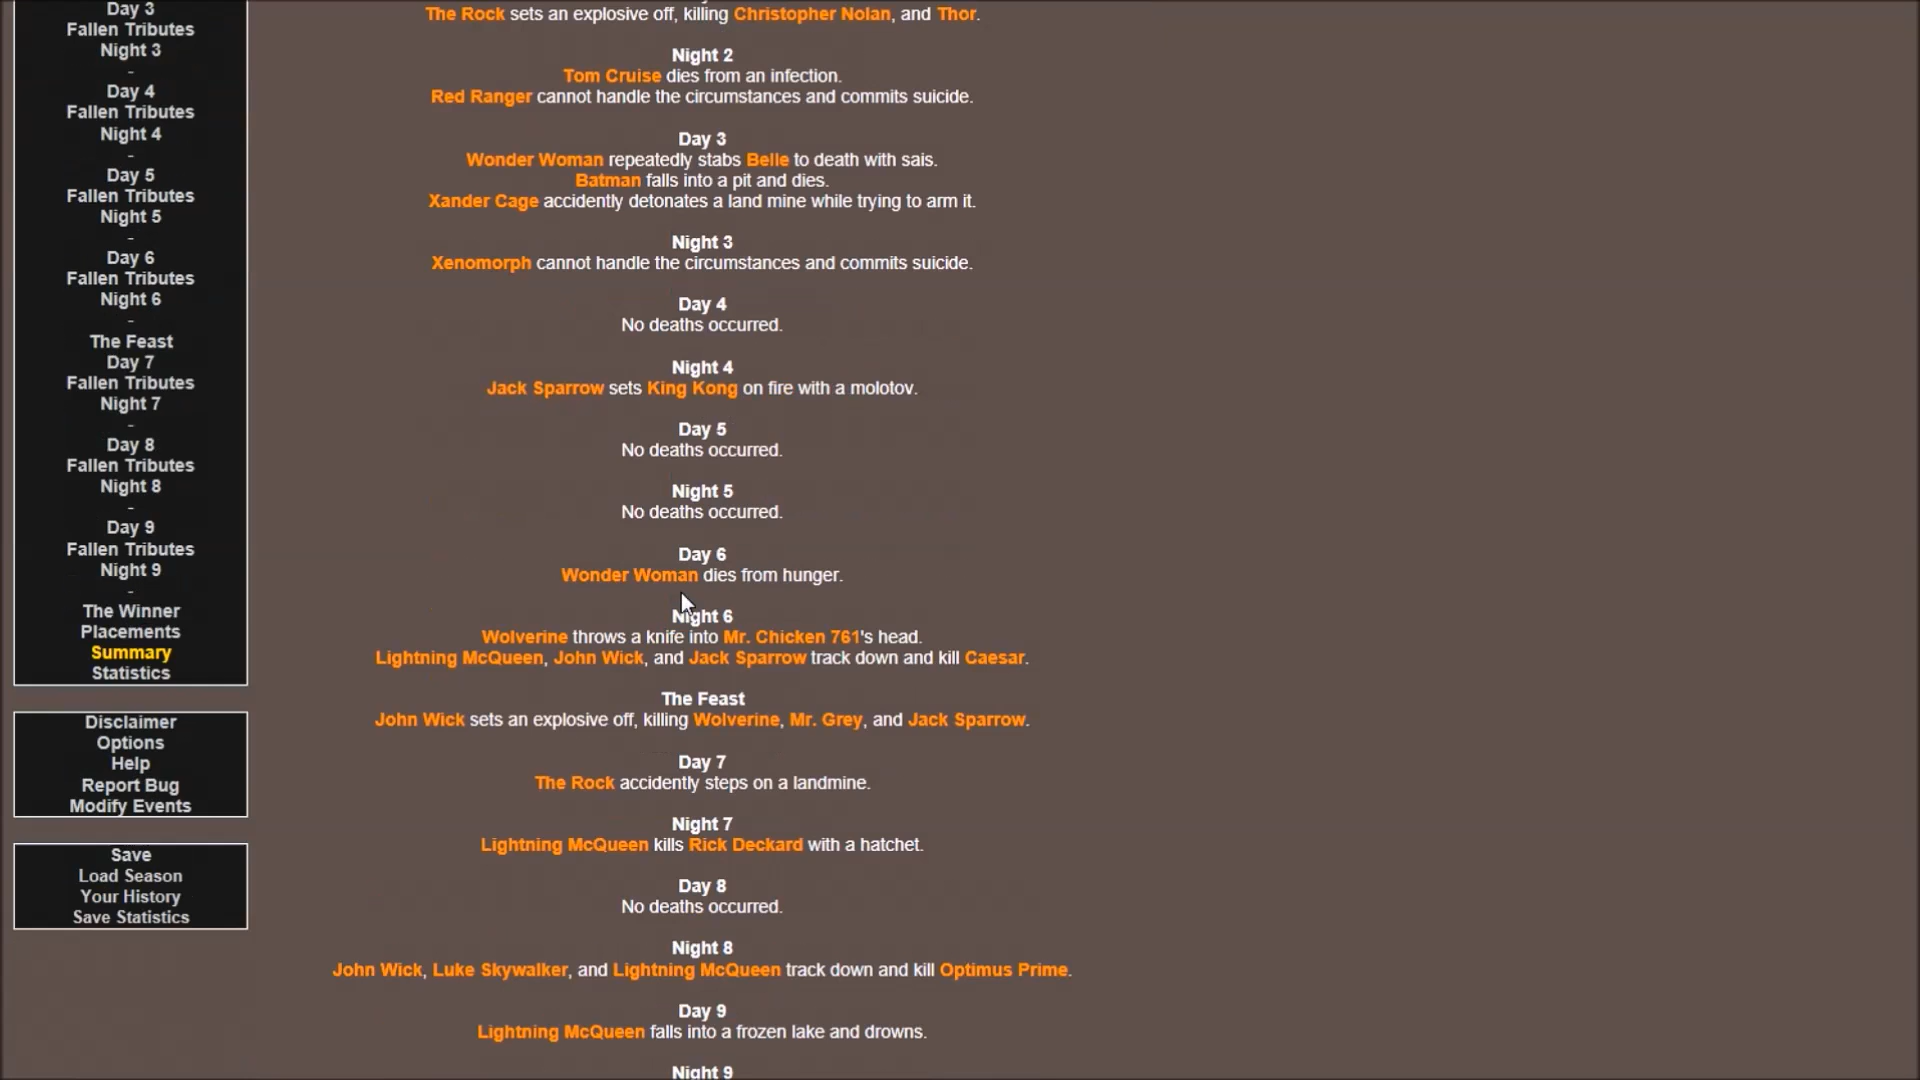 Day 3
Fallen Tributes
Night 3
-
Day 4
Fallen Tributes
Night 4
-
Day 5
Fallen Tributes
Night 5
-
Day 6
Fallen Tributes
Night 6
-
The Feast
Day 7
Fallen Tributes
Night 7
-
Day 8
Fallen Tributes
Night 8
-
Day 9
Fallen Tributes
Night 9
-
The Winner
Placements
Summary
Statistics
Disclaimer
Options
Help
Report Bug
Modify Events
Save
Load Season
Your History
Save Statistics
The Rock sets an explosive off, killing Christopher Nolan, and Thor.
Night 2
Tom Cruise dies from an infection.
Red Ranger cannot handle the circumstances and commits suicide.
Day 3
Wonder Woman repeatedly stabs Belle to death with sais.
Batman falls into a pit and dies.
Xander Cage accidently detonates a land mine while trying to arm it.
Night 3
Xenomorph cannot handle the circumstances and commits suicide.
Day 4
No deaths occurred.
Night 4
Jack Sparrow sets King Kong on fire with a molotov.
Day 5
No deaths occurred.
Night 5
No deaths occurred.
Day 6
Wonder Woman dies from hunger.
Night 6
Wolverine throws a knife into Mr. Chicken 761's head.
Lightning McQueen, John Wick, and Jack Sparrow track down and kill Caesar.
The Feast
John Wick sets an explosive off, killing Wolverine, Mr. Grey, and Jack Sparrow.
Day 7
The Rock accidently steps on a landmine.
Night 7
Lightning McQueen kills Rick Deckard with a hatchet.
Day 8
No deaths occurred.
Night 8
John Wick, Luke Skywalker, and Lightning McQueen track down and kill Optimus Prime.
Day 9
Lightning McQueen falls into a frozen lake and drowns.
Night 9